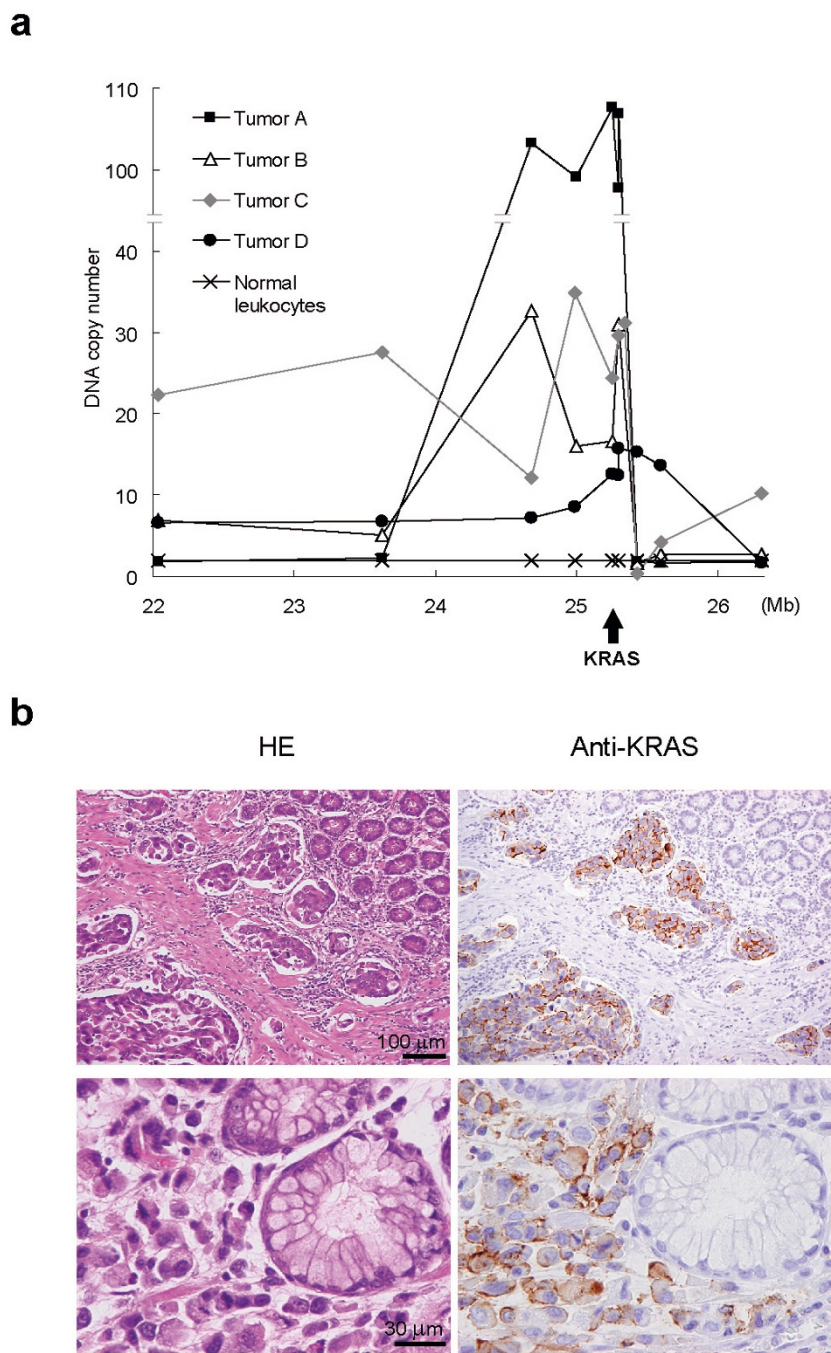 a
110
100
40
30
20
10
0
DNA copy number
Tumor A
Tumor B
Tumor C
Tumor D
Normal
leukocytes
22 23 24 25 26 (Mb)
KRAS
b
HE Anti-KRAS
100 μm
30 μm